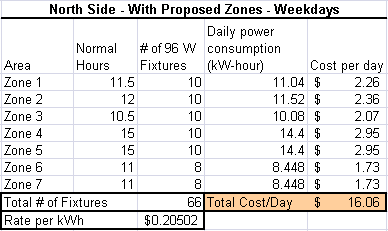 North Side - With Proposed Zones - Weekdays
Area Normal Hours # of 96 W Fixtures Daily power consumption (kW-hour) Cost per day
Zone 1 11.5 10 11.04 $ 2.26
Zone 2 12 10 11.52 $ 2.36
Zone 3 10.5 10 10.08 $ 2.07
Zone 4 15 10 14.4 $ 2.95
Zone 5 15 10 14.4 $ 2.95
Zone 6 11 8 8.448 $ 1.73
Zone 7 11 8 8.448 $ 1.73
Total # of Fixtures 66 Total Cost/Day $ 16.06
Rate per kWh $0.20502